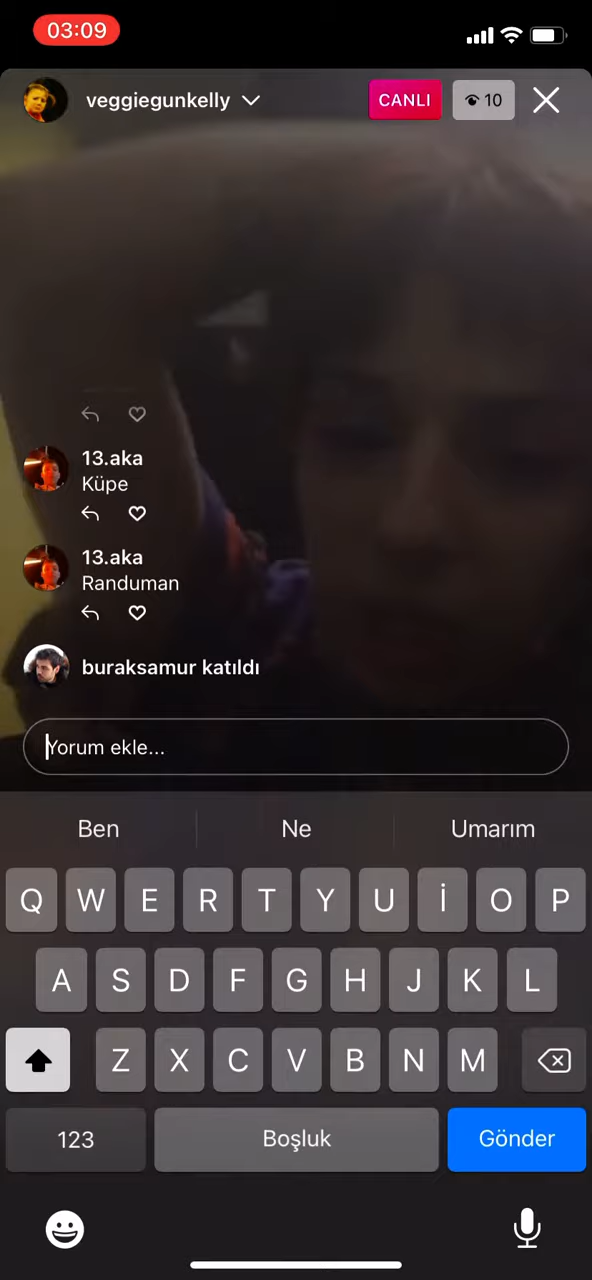 03:09
veggiegunkelly
CANLI
10
13.aka
Küpe
13.aka
Randuman
buraksamur katıldı
Yorum ekle...
Ben Ne Umarım
Q W E R T Y U İ O P
A S D F G H J K L
Z X C V B N M
123 Boşluk Gönder